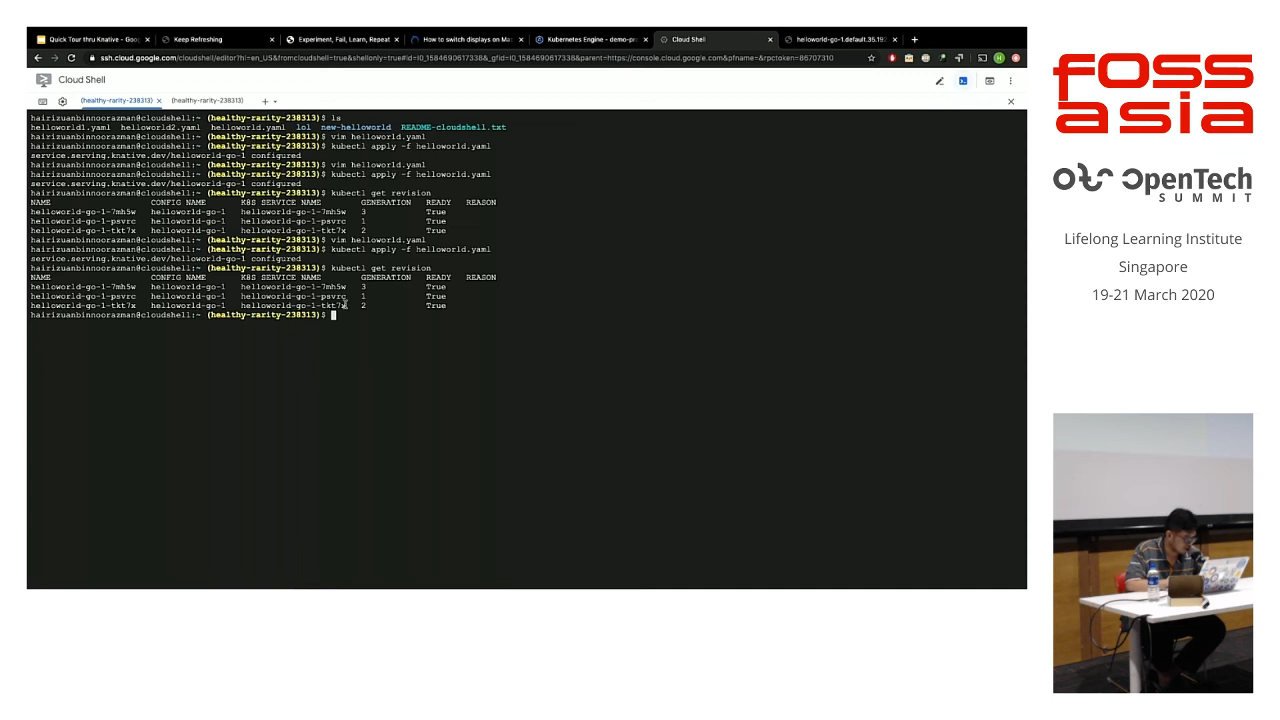 Quick Tour thru Knative - Goo
Keep Refreshing
Experiment, Fail, Learn, Repeat
How to switch displays on Mac
Kubernetes Engine - demo-pro
Cloud Shell
helloworld-go-1.default.35.192
ssh.cloud.google.com/cloudshell/editor?hl=en_US&fromcloudshell=true&shellonly=true#id=I0_1584690617338&_gfid=I0_1584690617338&parent=https://console.cloud.google.com&pfname=&rpctoken=86707310
Cloud Shell
(healthy-rarity-238313)
(healthy-rarity-238313)
hairizuanbinnoorazman@cloudshell:~ (healthy-rarity-238313)$ ls
helloworld1.yaml helloworld2.yaml helloworld.yaml lol new-helloworld README-cloudshell.txt
hairizuanbinnoorazman@cloudshell:~ (healthy-rarity-238313)$ vim helloworld.yaml
hairizuanbinnoorazman@cloudshell:~ (healthy-rarity-238313)$ kubectl apply -f helloworld.yaml
service.serving.knative.dev/helloworld-go-1 configured
hairizuanbinnoorazman@cloudshell:~ (healthy-rarity-238313)$ vim helloworld.yaml
hairizuanbinnoorazman@cloudshell:~ (healthy-rarity-238313)$ kubectl apply -f helloworld.yaml
service.serving.knative.dev/helloworld-go-1 configured
hairizuanbinnoorazman@cloudshell:~ (healthy-rarity-238313)$ kubectl get revision
NAME CONFIG NAME K8S SERVICE NAME GENERATION READY REASON
helloworld-go-1-7mh5w helloworld-go-1 helloworld-go-1-7mh5w 3 True
helloworld-go-1-psvrc helloworld-go-1 helloworld-go-1-psvrc 1 True
helloworld-go-1-tkt7x helloworld-go-1 helloworld-go-1-tkt7x 2 True
hairizuanbinnoorazman@cloudshell:~ (healthy-rarity-238313)$ vim helloworld.yaml
hairizuanbinnoorazman@cloudshell:~ (healthy-rarity-238313)$ kubectl apply -f helloworld.yaml
service.serving.knative.dev/helloworld-go-1 configured
hairizuanbinnoorazman@cloudshell:~ (healthy-rarity-238313)$ kubectl get revision
NAME CONFIG NAME K8S SERVICE NAME GENERATION READY REASON
helloworld-go-1-7mh5w helloworld-go-1 helloworld-go-1-7mh5w 3 True
helloworld-go-1-psvrc helloworld-go-1 helloworld-go-1-psvrc 1 True
helloworld-go-1-tkt7x helloworld-go-1 helloworld-go-1-tkt7x 2 True
hairizuanbinnoorazman@cloudshell:~ (healthy-rarity-238313)$
FOSS
asia
OpenTech
SUMMIT
Lifelong Learning Institute
Singapore
19-21 March 2020